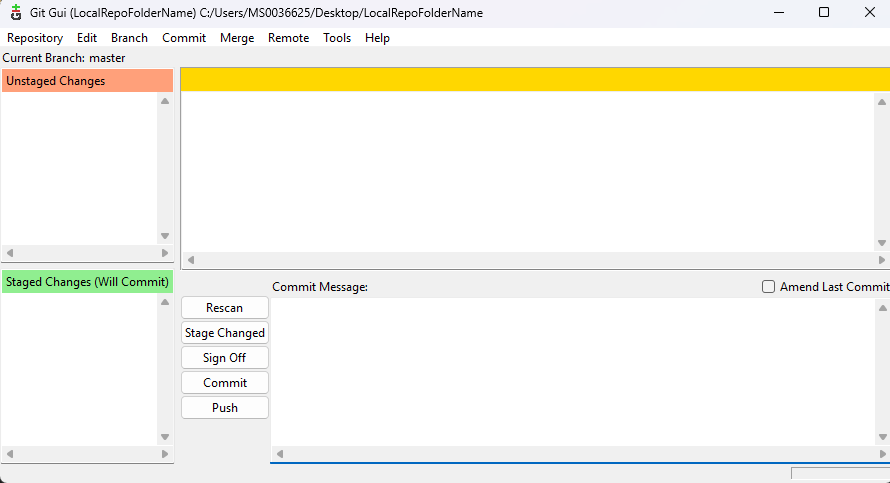 Git Gui (LocalRepoFolderName) C:/Users/MS0036625/Desktop/LocalRepoFolderName
Repository Edit Branch Commit Merge Remote Tools Help
Current Branch: master
Unstaged Changes
Staged Changes (Will Commit)
Commit Message:
Amend Last Commit
Rescan
Stage Changed
Sign Off
Commit
Push